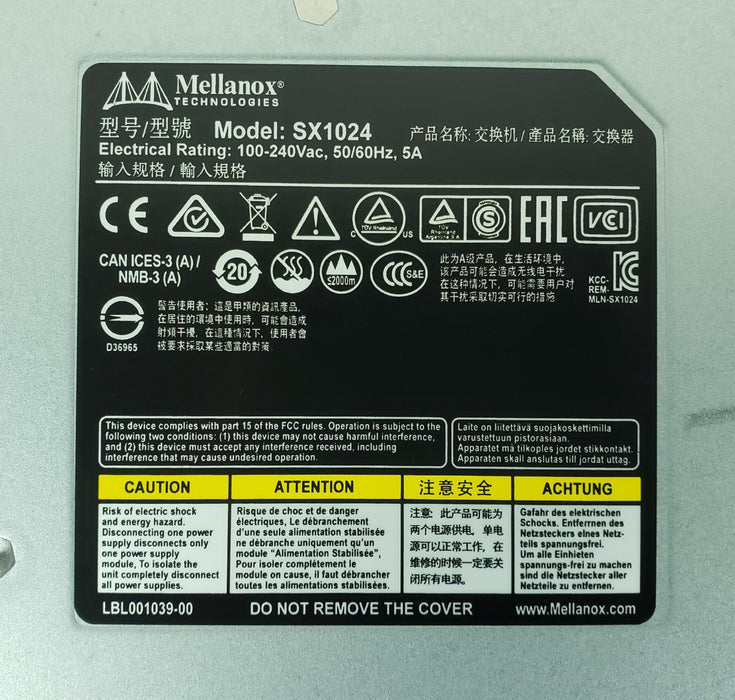 Mellanox®
TECHNOLOGIES
型号/型號 Model: SX1024 产品名称: 交换机 / 產品名稱: 交換器
Electrical Rating: 100-240Vac, 50/60Hz, 5A
输入规格 / 輸入規格
CE
TÜV Rheinland
C US
TÜV
Rheinland
Argentina S.A.
S
EAC
VCI
CAN ICES-3 (A) /
NMB-3 (A)
20
≤2000m
CCC S&E
此为A级产品，在生活环境中，
该产品可能会造成无线电干扰
在这种情况下，可能需要用户对
其干扰采取切实可行的措施
KCC-
REM-
MLN-SX1024
D36965
警告使用者：這是甲類的資訊產品，
在居住的環境中使用時，可能會造成
射頻干擾，在這種情況下，使用者會
被要求採取某些適當的對策
This device complies with part 15 of the FCC rules. Operation is subject to the
following two conditions: (1) this device may not cause harmful interference,
and (2) this device must accept any interference received, including
interference that may cause undesired operation.
Laite on liitettävä suojakoskettimilla
varustettuun pistorasiaan.
Apparatet må tilkoples jordet stikkontakt.
Apparaten skall anslutas till jordat uttag.
CAUTION
Risk of electric shock
and energy hazard.
Disconnecting one power
supply disconnects only
one power supply
module, To isolate the
unit completely disconnect
all power supplies.
ATTENTION
Risque de choc et de danger
électriques, Le débranchement
d'une seule alimentation stabilisée
ne débranche uniquement qu'un
module "Alimentation Stabilisée",
Pour isoler complètement le
module on cause, il faut débrancher
toutes les alimentations stabilisées.
注意安全
注意: 此产品可能为
两个电源供电, 单电
源可以正常工作, 在
维修的时候一定要关
闭所有电源。
ACHTUNG
Gafahr des elektrischen
Schocks. Entferrnen des
Netzsteckers eines Netz-
teils spannungsfrei.
Um alle Einhieten
spannungs-frei zu machen
sind die Netzstecker aller
Netzteile zu entfernen.
LBL001039-00 DO NOT REMOVE THE COVER www.Mellanox.com